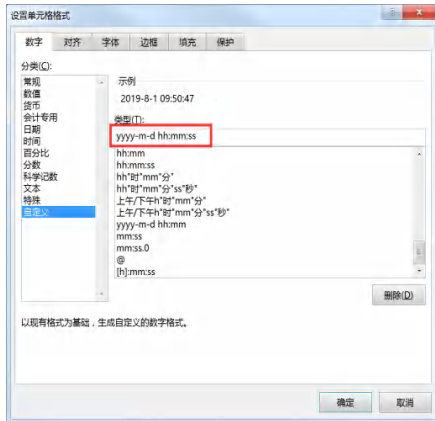 设置单元格格式
数字 对齐 字体 边框 填充 保护
分类(C):
常规
数值
货币
会计专用
日期
时间
百分比
分数
科学记数
文本
特殊
自定义
示例
2019-8-1 09:50:47
类型(T):
yyyy-m-d hh:mm:ss
hh:mm
hh:mm:ss
hh"时"mm"分"
hh"时"mm"分"ss"秒"
上午/下午h"时"mm"分"
上午/下午h"时"mm"分"ss"秒"
yyyy-m-d hh:mm
mm:ss
mm:ss.0
@
[h]:mm:ss
删除(D)
以现有格式为基础，生成自定义的数字格式。
确定 取消